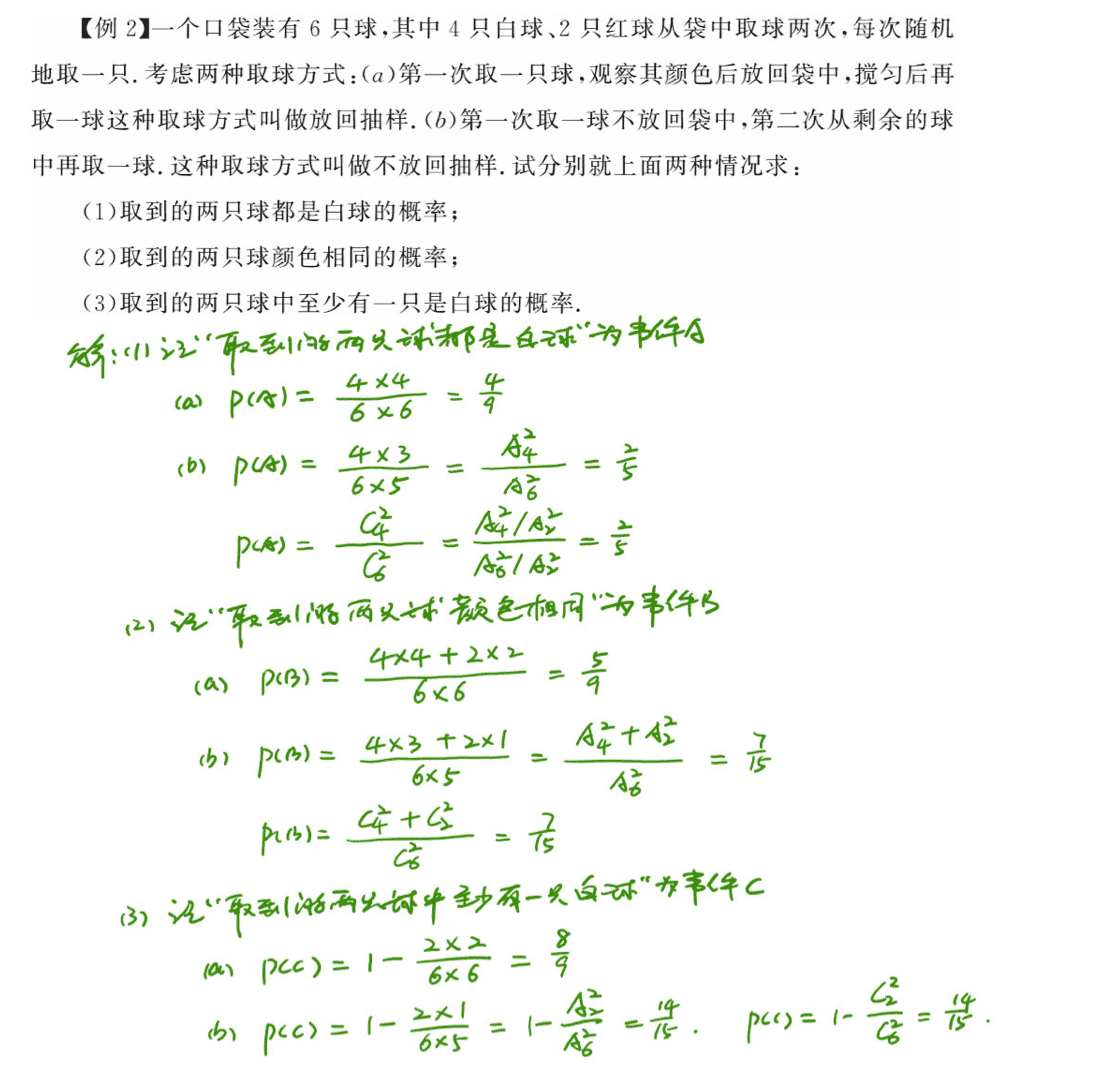 【例 2】一个口袋装有 6 只球,其中 4 只白球、2 只红球从袋中取球两次,每次随机
地取一只. 考虑两种取球方式:(a)第一次取一只球,观察其颜色后放回袋中,搅匀后再
取一球这种取球方式叫做放回抽样. (b)第一次取一球不放回袋中,第二次从剩余的球
中再取一球. 这种取球方式叫做不放回抽样. 试分别就上面两种情况求:
(1)取到的两只球都是白球的概率;
(2)取到的两只球颜色相同的概率;
(3)取到的两只球中至少有一只是白球的概率.
解:(1) 记“取到的两只球都是白球”为事件A
(a) P(A) = \frac{4×4}{6×6} = \frac{4}{9}
(b) P(A) = \frac{4×3}{6×5} = \frac{A_4^2}{A_6^2} = \frac{2}{5}
P(A) = \frac{C_4^2}{C_6^2} = \frac{A_4^2/A_2^2}{A_6^2/A_2^2} = \frac{2}{5}
(2) 记“取到的两只球颜色相同”为事件B
(a) P(B) = \frac{4×4+2×2}{6×6} = \frac{5}{9}
(b) P(B) = \frac{4×3+2×1}{6×5} = \frac{A_4^2+A_2^2}{A_6^2} = \frac{7}{15}
P(B) = \frac{C_4^2+C_2^2}{C_6^2} = \frac{7}{15}
(3) 记“取到的两只球中至少有一只白球”为事件C
(a) P(C) = 1 - \frac{2×2}{6×6} = \frac{8}{9}
(b) P(C) = 1 - \frac{2×1}{6×5} = 1 - \frac{A_2^2}{A_6^2} = \frac{14}{15}. P(C) = 1 - \frac{C_2^2}{C_6^2} = \frac{14}{15}.